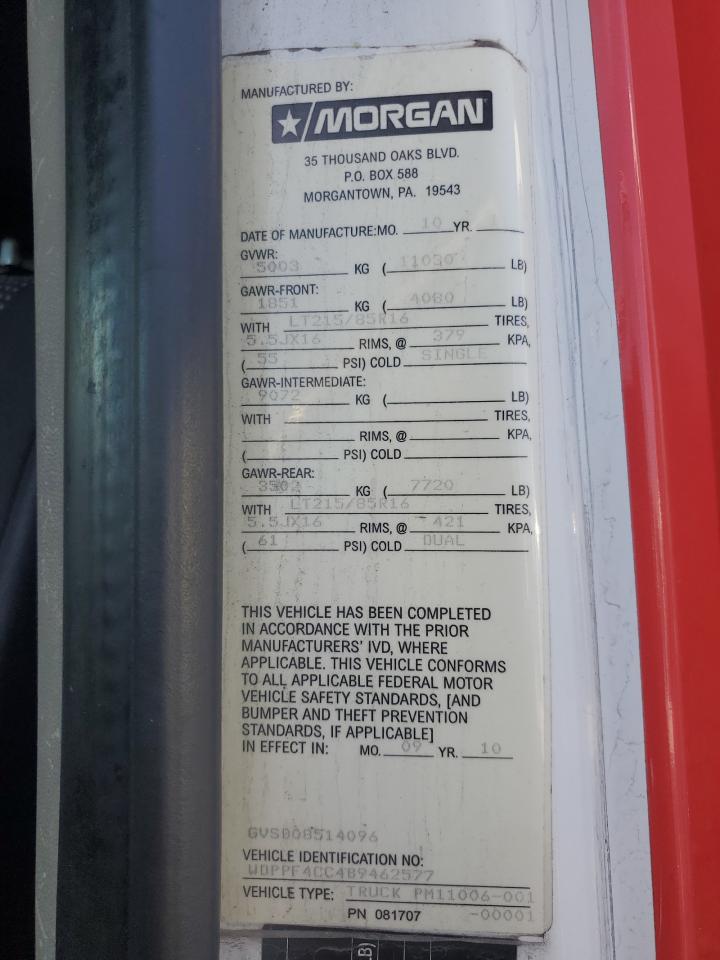 MANUFACTURED BY:
MORGAN
35 THOUSAND OAKS BLVD.
P.O. BOX 588
MORGANTOWN, PA. 19543
DATE OF MANUFACTURE: MO. 10 YR.
GVWR:
5003 KG (11030 LB)
GAWR-FRONT:
1851 KG (4080 LB)
WITH LT215/85R16 TIRES,
5.5JX16 RIMS, @ 379 KPA,
(55 PSI) COLD SINGLE
GAWR-INTERMEDIATE:
9072 KG ( LB)
WITH TIRES,
RIMS, @ KPA,
( PSI) COLD
GAWR-REAR:
3502 KG (7720 LB)
WITH LT215/85R16 TIRES,
5.5JX16 RIMS, @ 421 KPA,
(61 PSI) COLD DUAL
THIS VEHICLE HAS BEEN COMPLETED
IN ACCORDANCE WITH THE PRIOR
MANUFACTURERS' IVD, WHERE
APPLICABLE. THIS VEHICLE CONFORMS
TO ALL APPLICABLE FEDERAL MOTOR
VEHICLE SAFETY STANDARDS, [AND
BUMPER AND THEFT PREVENTION
STANDARDS, IF APPLICABLE]
IN EFFECT IN: MO. 09 YR. 10
GVSD08514096
VEHICLE IDENTIFICATION NO:
WDPPF4CC4B9462577
VEHICLE TYPE: TRUCK PM11006-001
PN 081707 -00001
LB)